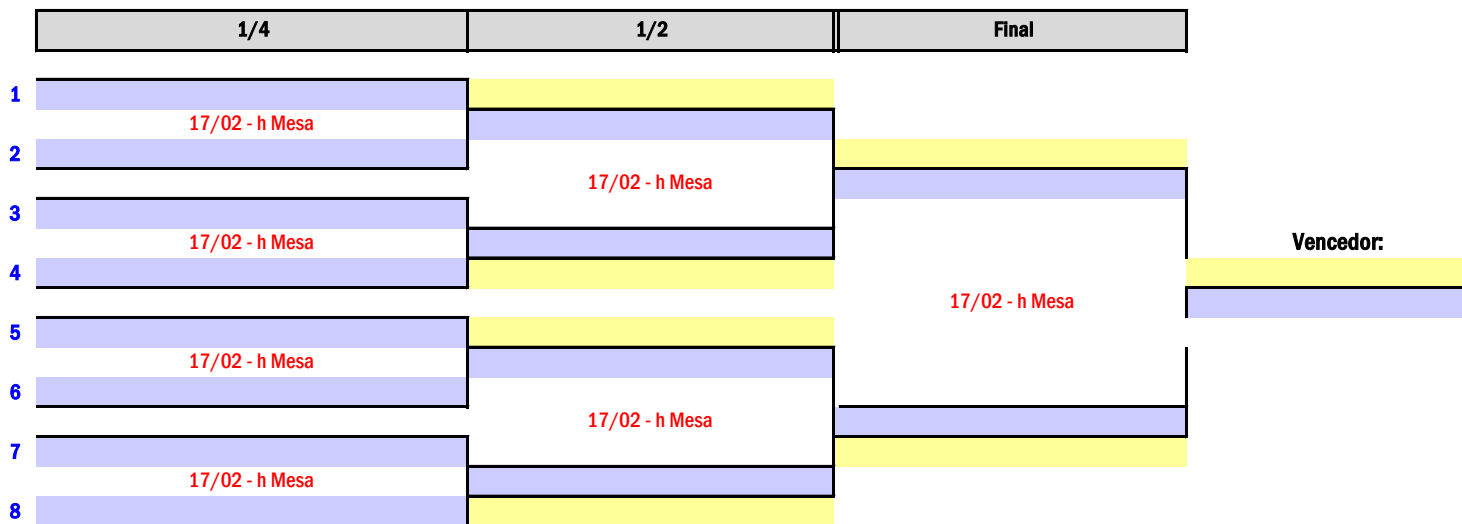 1/4 1/2 Final
1
17/02 - h Mesa
2
17/02 - h Mesa
3
17/02 - h Mesa
Vencedor:
4
17/02 - h Mesa
5
17/02 - h Mesa
6
17/02 - h Mesa
7
17/02 - h Mesa
8